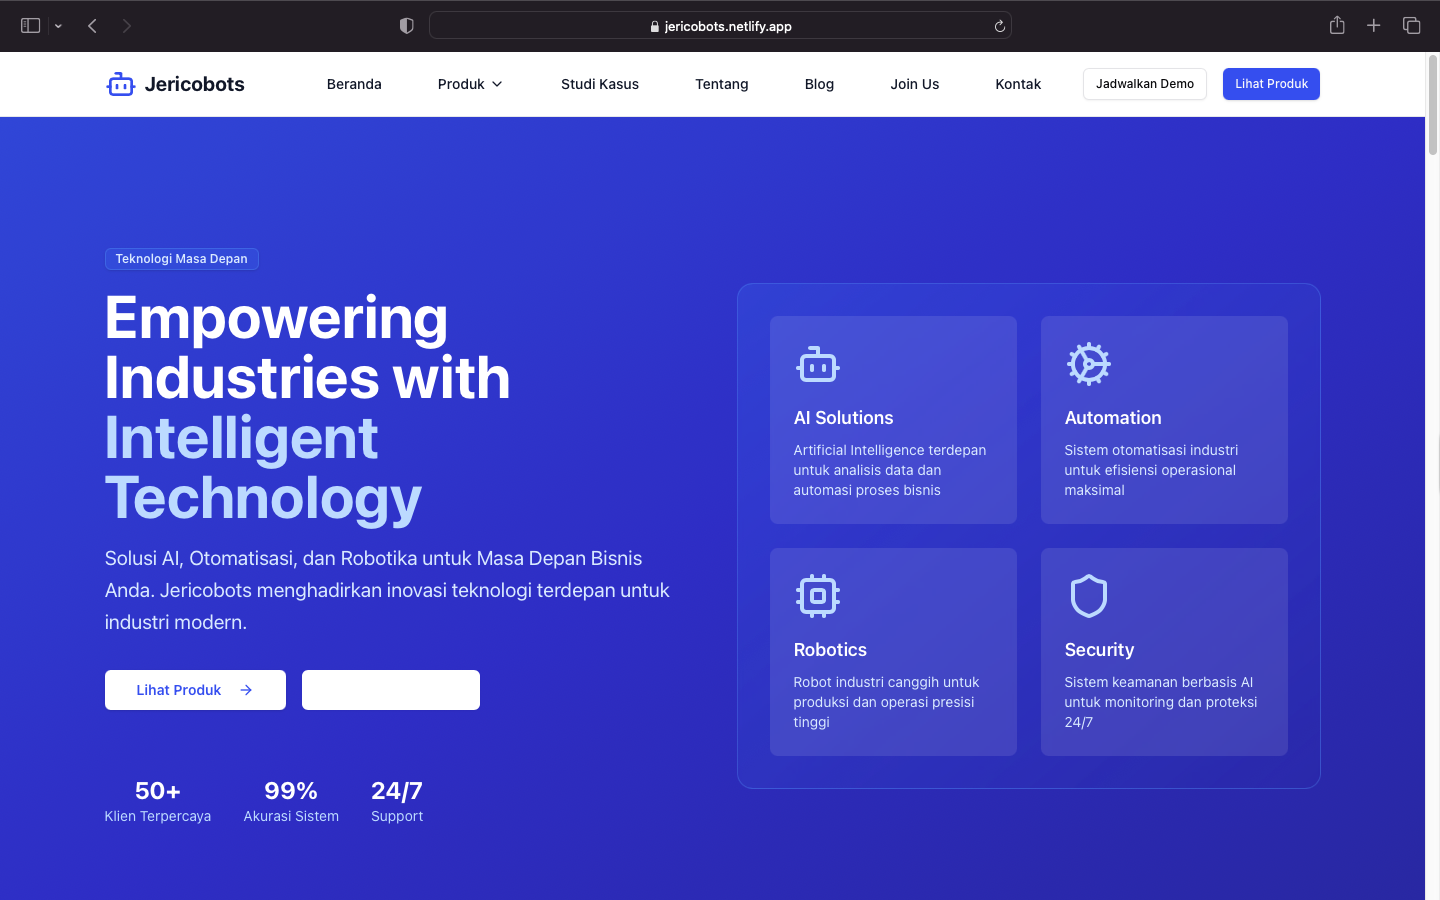 jericobots.netlify.app
Jericobots
Beranda
Produk
Studi Kasus
Tentang
Blog
Join Us
Kontak
Jadwalkan Demo
Lihat Produk
Teknologi Masa Depan
Empowering
Industries with
Intelligent
Technology
Solusi AI, Otomatisasi, dan Robotika untuk Masa Depan Bisnis
Anda. Jericobots menghadirkan inovasi teknologi terdepan untuk
industri modern.
Lihat Produk
50+
Klien Terpercaya
99%
Akurasi Sistem
24/7
Support
AI Solutions
Artificial Intelligence terdepan
untuk analisis data dan
automasi proses bisnis
Automation
Sistem otomatisasi industri
untuk efisiensi operasional
maksimal
Robotics
Robot industri canggih untuk
produksi dan operasi presisi
tinggi
Security
Sistem keamanan berbasis AI
untuk monitoring dan proteksi
24/7